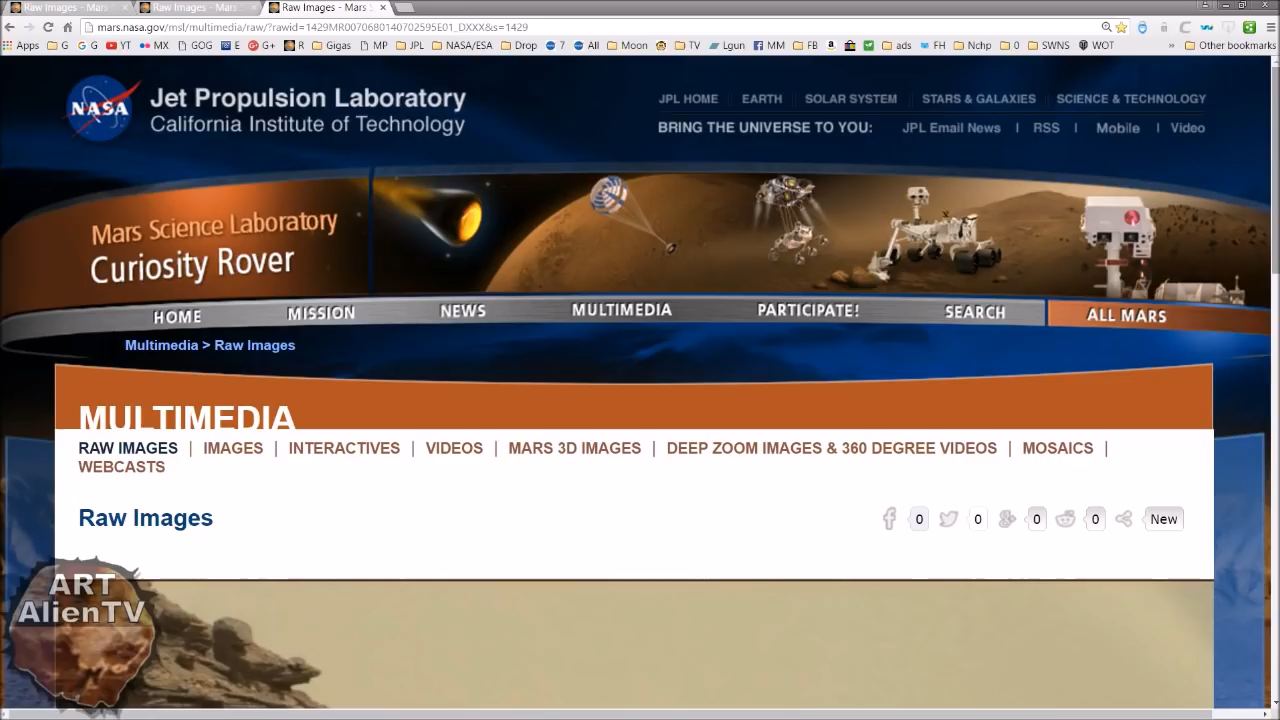 Raw Images - Mars S
Raw Images - Mars S
Raw Images - Mars S
mars.nasa.gov/msl/multimedia/raw/?rawid=1429MR0070680140702595E01_DXXX&s=1429
Apps G G YT MX GOG E G+ R Gigas MP JPL NASA/ESA Drop 7 All Moon TV Lgun MM FB ads FH Nchp 0 SWNS WOT » Other bookmarks
NASA
Jet Propulsion Laboratory
California Institute of Technology
JPL HOME EARTH SOLAR SYSTEM STARS & GALAXIES SCIENCE & TECHNOLOGY
BRING THE UNIVERSE TO YOU: JPL Email News | RSS | Mobile | Video
Mars Science Laboratory
Curiosity Rover
HOME MISSION NEWS MULTIMEDIA PARTICIPATE! SEARCH ALL MARS
Multimedia > Raw Images
MULTIMEDIA
RAW IMAGES | IMAGES | INTERACTIVES | VIDEOS | MARS 3D IMAGES | DEEP ZOOM IMAGES & 360 DEGREE VIDEOS | MOSAICS |
WEBCASTS
Raw Images
0 0 0 0 New
ART
AlienTV